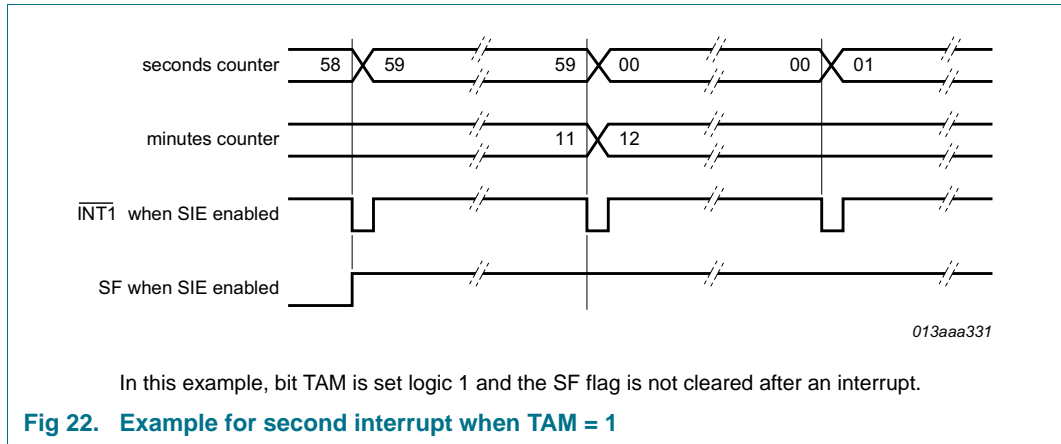 seconds counter 58 59 59 00 00 01
minutes counter 11 12
INT1 when SIE enabled
SF when SIE enabled
013aaa331
In this example, bit TAM is set logic 1 and the SF flag is not cleared after an interrupt.
Fig 22. Example for second interrupt when TAM = 1